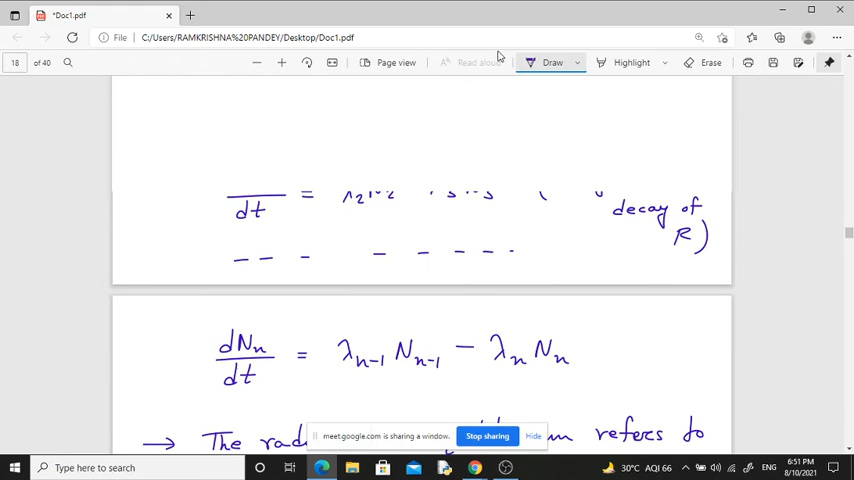 *Doc1.pdf
File C:/Users/RAMKRISHNA%20PANDEY/Desktop/Doc1.pdf
18 of 40 Page view Read aloud Draw Highlight Erase
dt =
decay of
R)
dNₙ/dt = λₙ₋₁ Nₙ₋₁ − λₙ Nₙ
→ The refers to
meet.google.com is sharing a window. Stop sharing Hide
Type here to search
30°C AQI 66 ENG 6:51 PM
8/10/2021